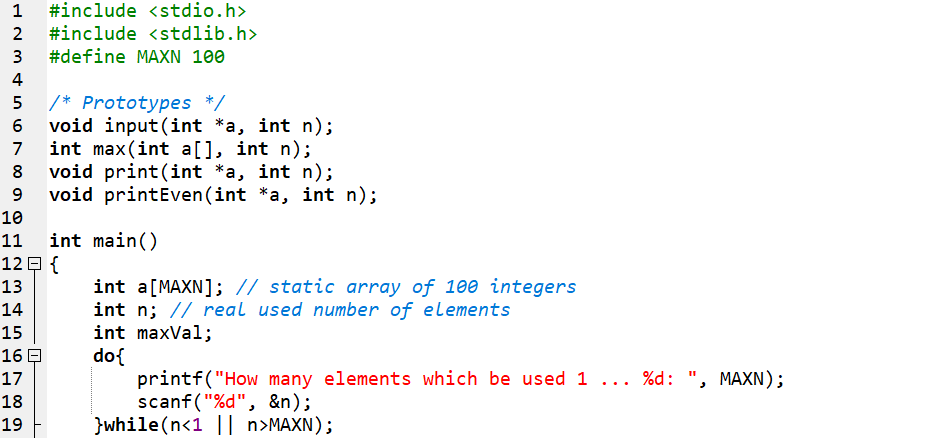 1 #include <stdio.h>
2 #include <stdlib.h>
3 #define MAXN 100
4
5 /* Prototypes */
6 void input(int *a, int n);
7 int max(int a[], int n);
8 void print(int *a, int n);
9 void printEven(int *a, int n);
10
11 int main()
12 {
13     int a[MAXN]; // static array of 100 integers
14     int n; // real used number of elements
15     int maxVal;
16     do{
17         printf("How many elements which be used 1 ... %d: ", MAXN);
18         scanf("%d", &n);
19     }while(n<1 || n>MAXN);